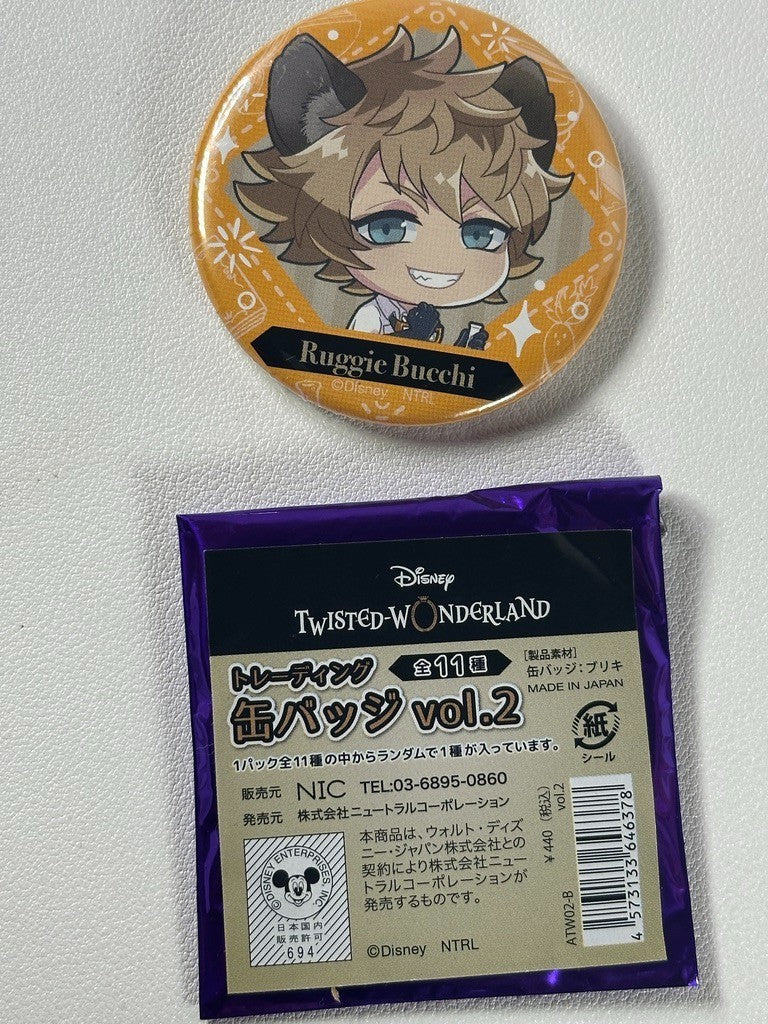 Ruggie Bucchi
©Disney NTRL
Disney
TWISTED-WONDERLAND
トレーディング
全11種
缶バッジ vol.2
[製品素材]
缶バッジ:ブリキ
MADE IN JAPAN
紙
シール
1パック全11種の中からランダムで1種が入っています。
販売元 NIC TEL:03-6895-0860
発売元 株式会社ニュートラルコーポレーション
本商品は、ウォルト・ディズ
ニー・ジャパン株式会社との
契約により株式会社ニュー
トラルコーポレーションが
発売するものです。
©DISNEY ENTERPRISES, INC.
日本国内
販売許可
694
©Disney NTRL
¥440(税込)
vol.2
ATW02-B
4 573133 646378